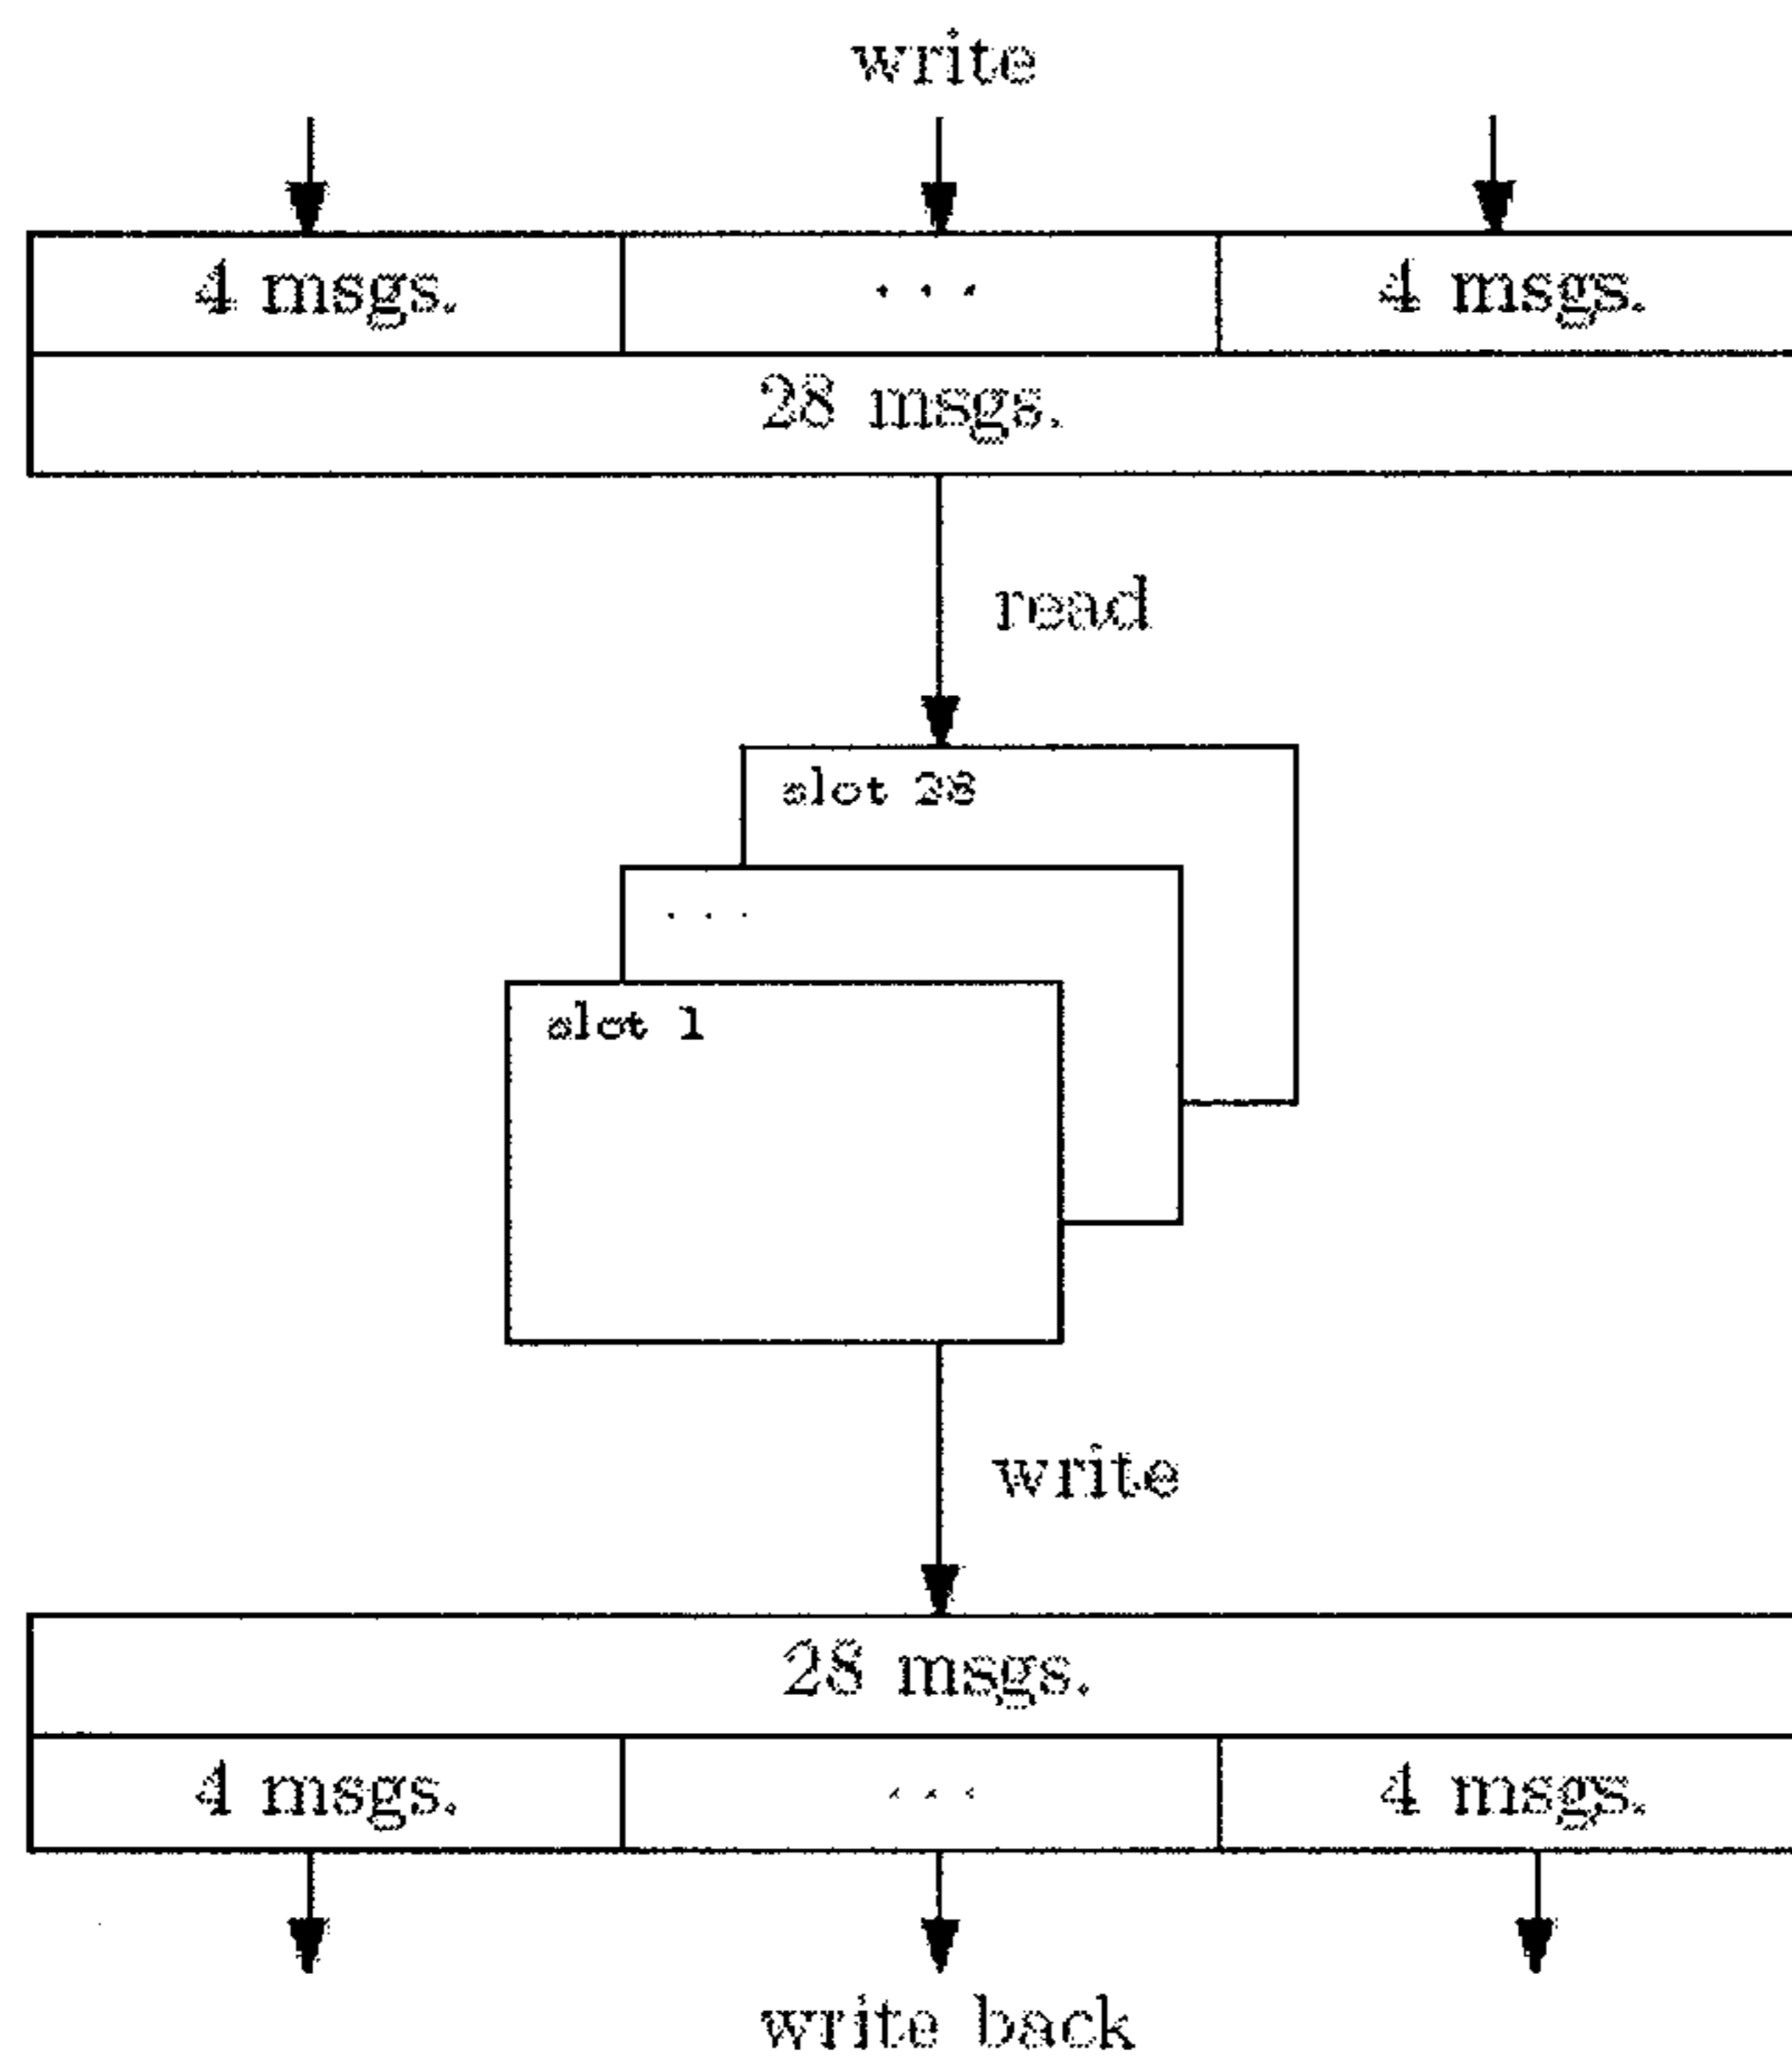 write
4 msgs. ... 4 msgs.
28 msgs.
read
slot 28
...
slot 1
write
28 msgs.
4 msgs. ... 4 msgs.
write back